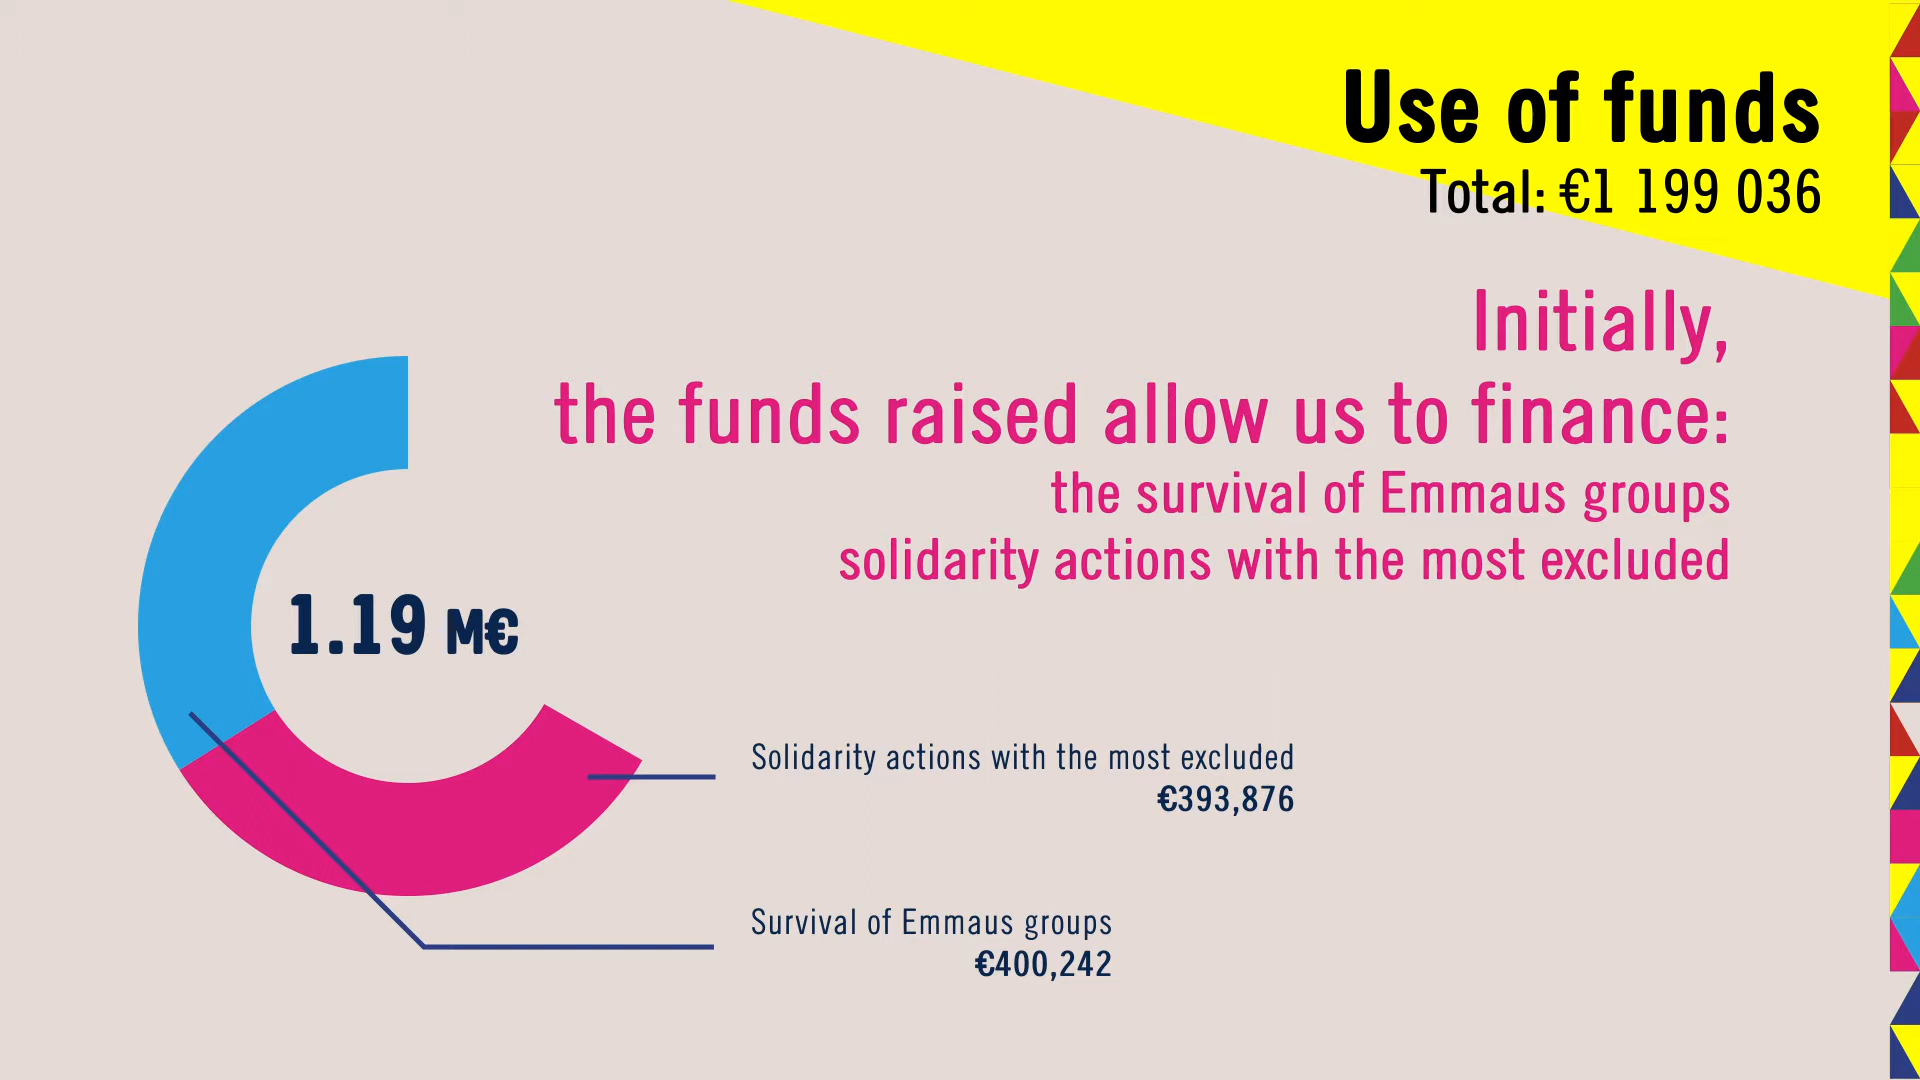 Use of funds
Total: €1 199 036
Initially,
the funds raised allow us to finance:
the survival of Emmaus groups
solidarity actions with the most excluded
1.19 M€
Solidarity actions with the most excluded
€393,876
Survival of Emmaus groups
€400,242